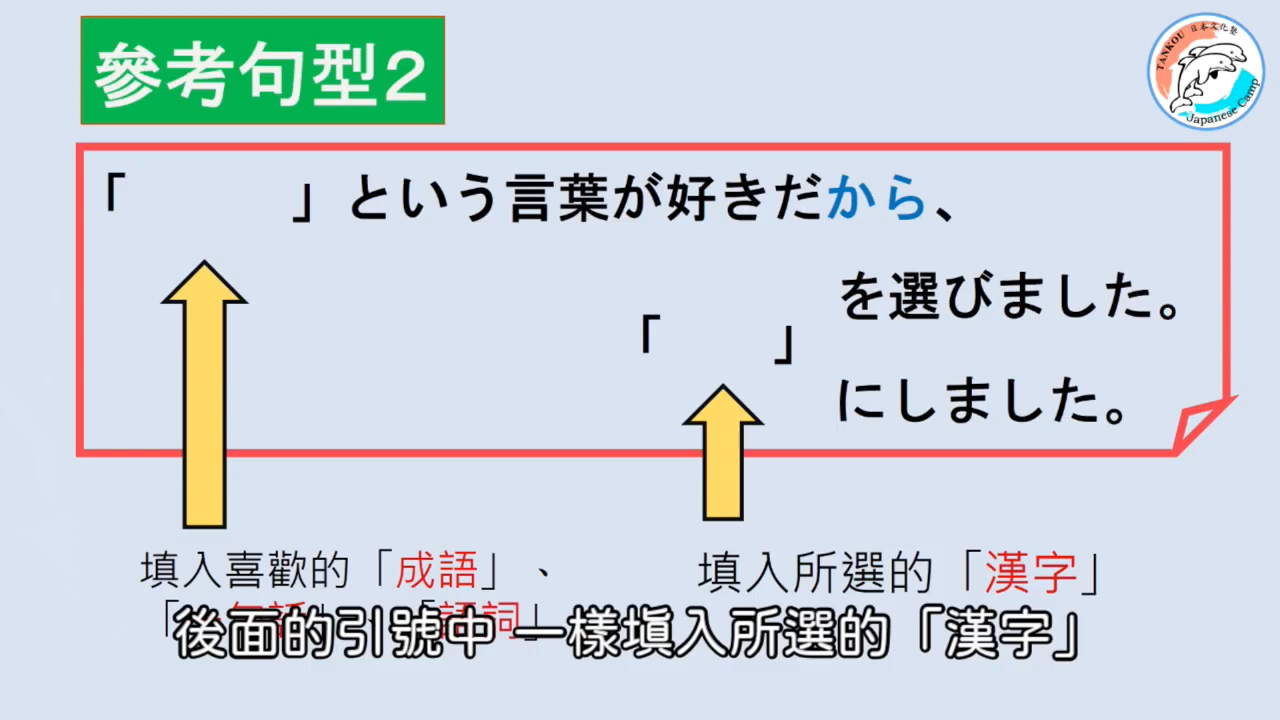 參考句型2
TANKOU 日本文化塾
Japanese Camp
「 」という言葉が好きだから、
「 」
を選びました。
にしました。
填入喜歡的「成語」、
填入所選的「漢字」
後面的引號中 一樣填入所選的「漢字」